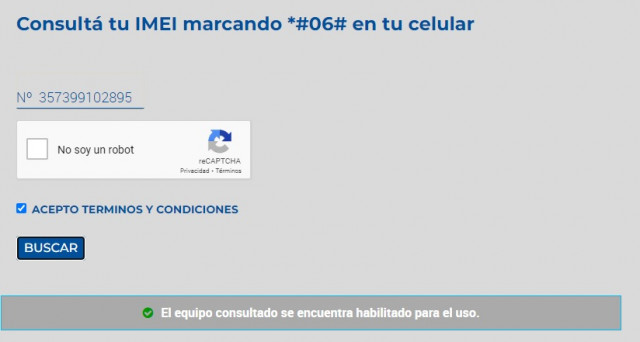 Consultá tu IMEI marcando *#06# en tu celular
Nº 357399102895
No soy un robot
reCAPTCHA
Privacidad - Términos
ACEPTO TERMINOS Y CONDICIONES
BUSCAR
El equipo consultado se encuentra habilitado para el uso.